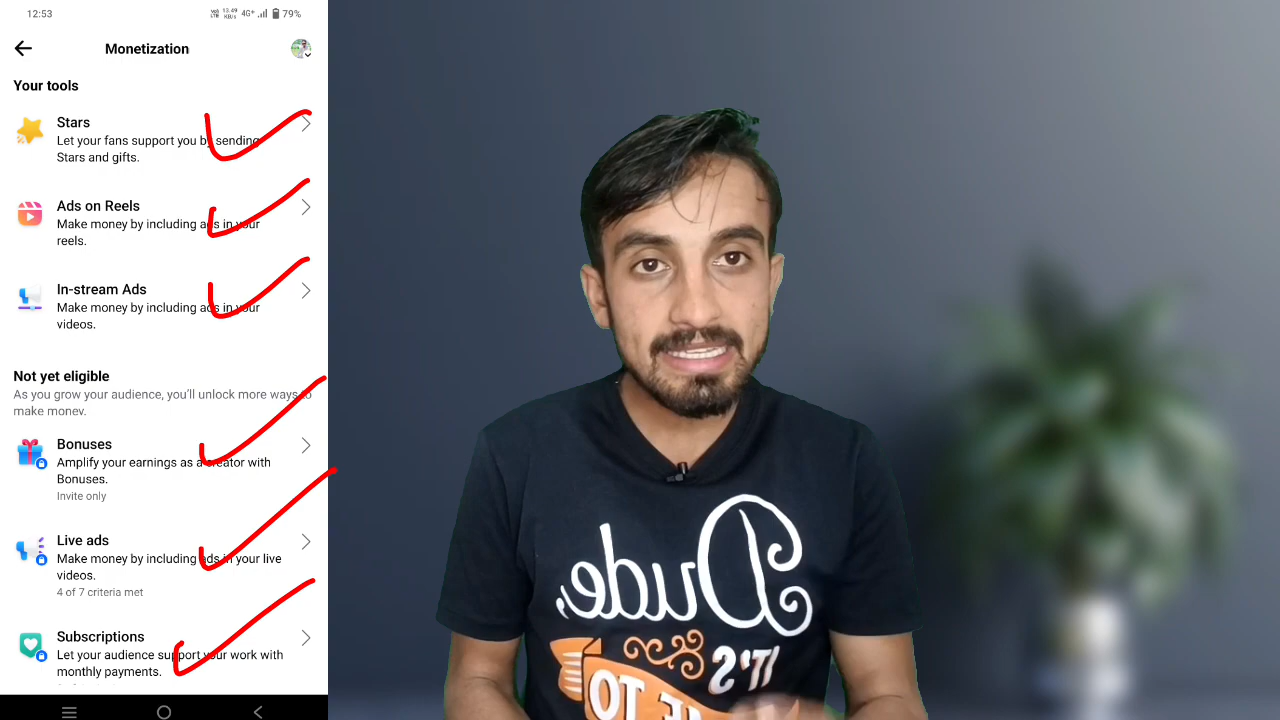 12:53
13.49
KB/s
4G+
79%
Monetization
Your tools
Stars
Let your fans support you by sending
Stars and gifts.
Ads on Reels
Make money by including ads in your
reels.
In-stream Ads
Make money by including ads in your
videos.
Not yet eligible
As you grow your audience, you'll unlock more ways to
make money.
Bonuses
Amplify your earnings as a creator with
Bonuses.
Invite only
Live ads
Make money by including ads in your live
videos.
4 of 7 criteria met
Subscriptions
Let your audience support your work with
monthly payments.
Dude,
IT'S
TO